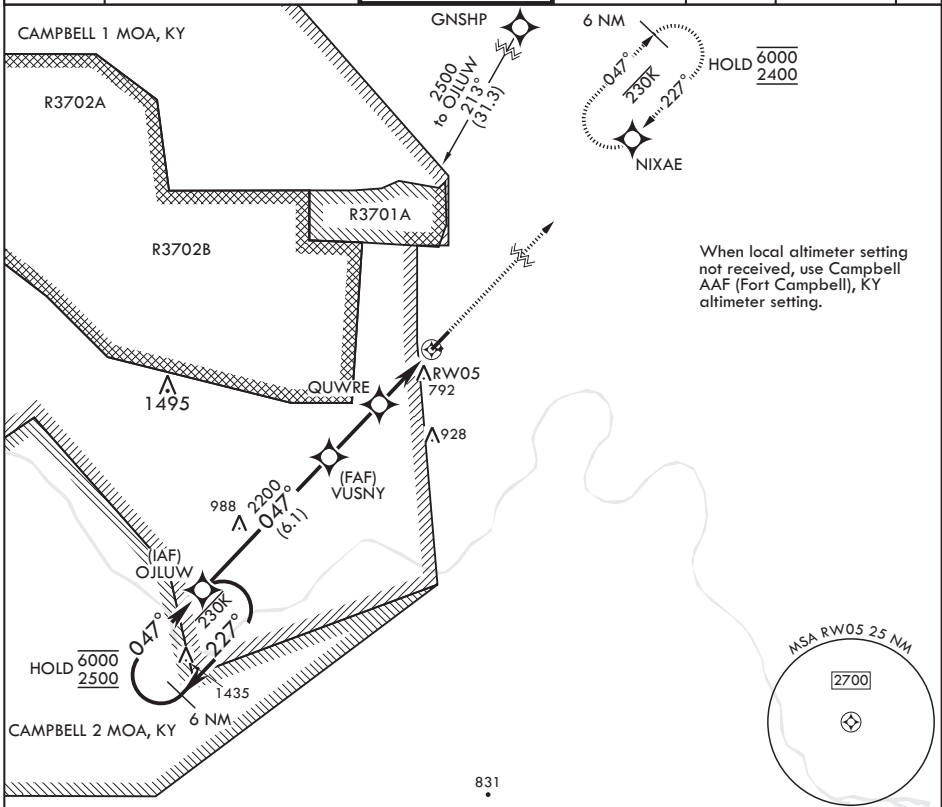 CAMPBELL 1 MOA, KY
R3702A
GNSHP
2500
to OJLUW
213°
(31.3)
6 NM
047°
230K
227°
HOLD 6000
2400
NIXAE
R3701A
R3702B
When local altimeter setting
not received, use Campbell
AAF (Fort Campbell), KY
altimeter setting.
QUWRE
RW05
792
1495
928
(FAF)
VUSNY
988
2200
047°
(6.1)
(IAF)
OJLUW
047°
230K
227°
HOLD 6000
2500
1435
6 NM
CAMPBELL 2 MOA, KY
MSA RW05 25 NM
2700
831